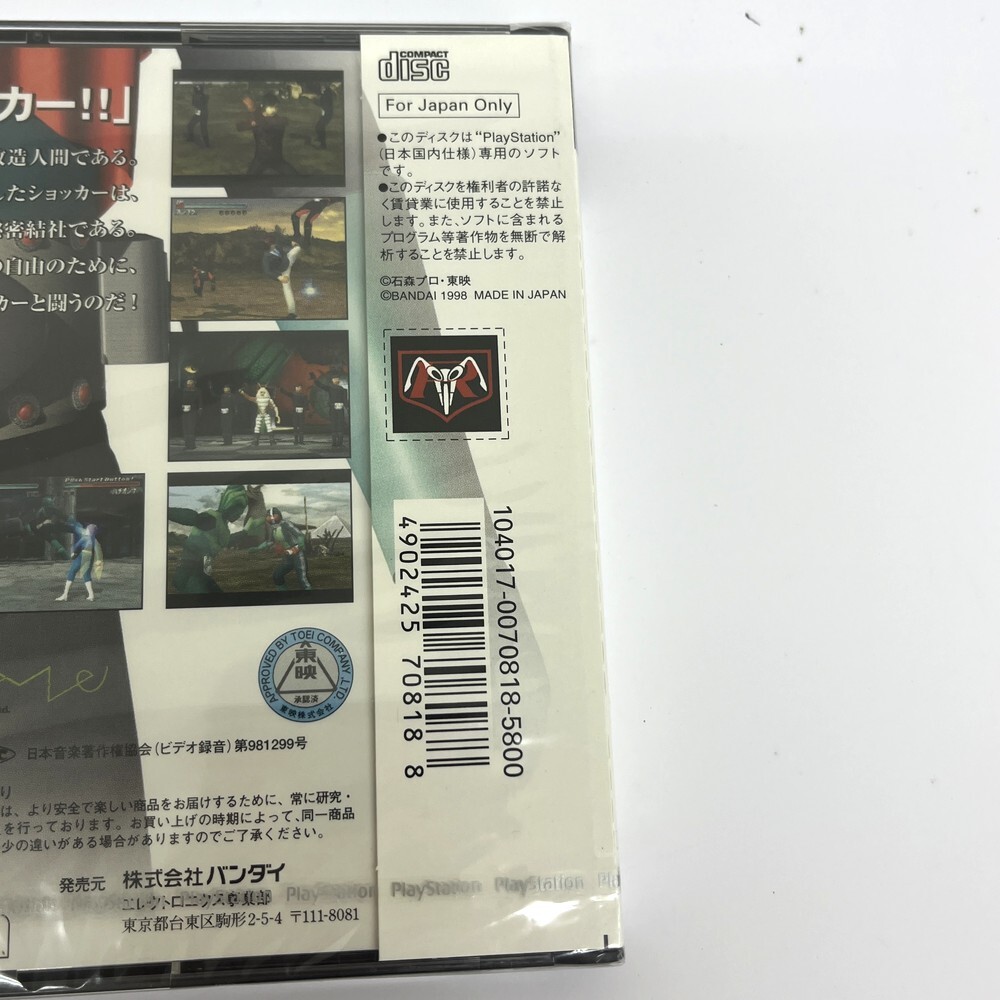 カー!!」
改造人間である。
したショッカーは、
秘密結社である。
の自由のために、
カーと闘うのだ!
Push Start Button!
APPROVED BY TOEI COMPANY, LTD.
東映
承認済
東映株式会社
日本音楽著作権協会(ビデオ録音)第981299号
り
は、より安全で楽しい商品をお届けするために、常に研究・
を行っております。お買い上げの時期によって、同一商品
少の違いがある場合がありますのでご了承ください。
発売元 株式会社バンダイ
エレクトロニクス事業部
東京都台東区駒形2-5-4 〒111-8081
COMPACT
disc
For Japan Only
●このディスクは“PlayStation”
(日本国内仕様)専用のソフト
です。
●このディスクを権利者の許諾な
く賃貸業に使用することを禁止
します。また、ソフトに含まれる
プログラム等著作物を無断で解
析することを禁止します。
©石森プロ・東映
©BANDAI 1998 MADE IN JAPAN
104017-0070818-5800
4902425 70818 8
PlayStation PlayStation PlayStation